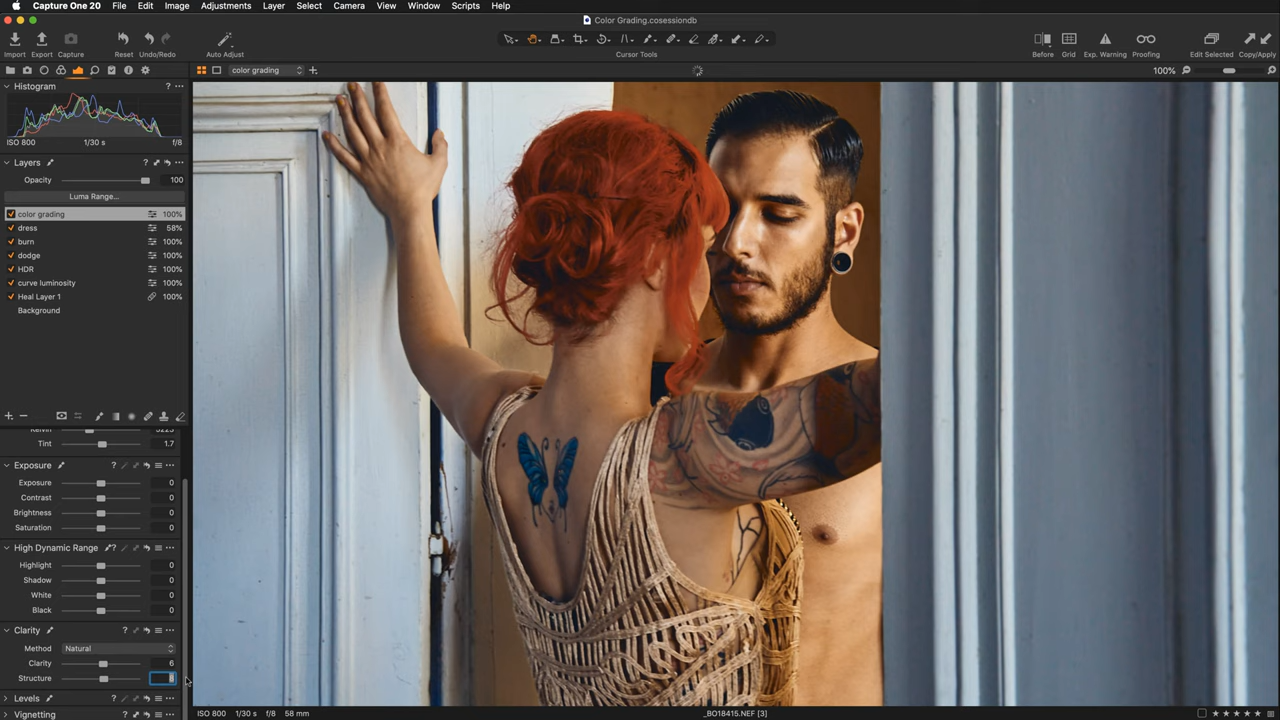 Capture One 20 File Edit Image Adjustments Layer Select Camera View Window Scripts Help
Color Grading.cosessiondb
Import Export Capture Reset Undo/Redo Auto Adjust Cursor Tools Before Grid Exp. Warning Proofing Edit Selected Copy/Apply
color grading 100%
Histogram
ISO 800 1/30 s f/8
Layers ?
Opacity 100
Luma Range...
color grading 100%
dress 58%
burn 100%
dodge 100%
HDR 100%
curve luminosity 100%
Heal Layer 1 100%
Background
Kelvin 5223
Tint 1.7
Exposure ?
Exposure 0
Contrast 0
Brightness 0
Saturation 0
High Dynamic Range ?
Highlight 0
Shadow 0
White 0
Black 0
Clarity ?
Method Natural
Clarity 6
Structure 8
Levels ?
Vignetting ?
ISO 800 1/30 s f/8 58 mm _BO18415.NEF [3]